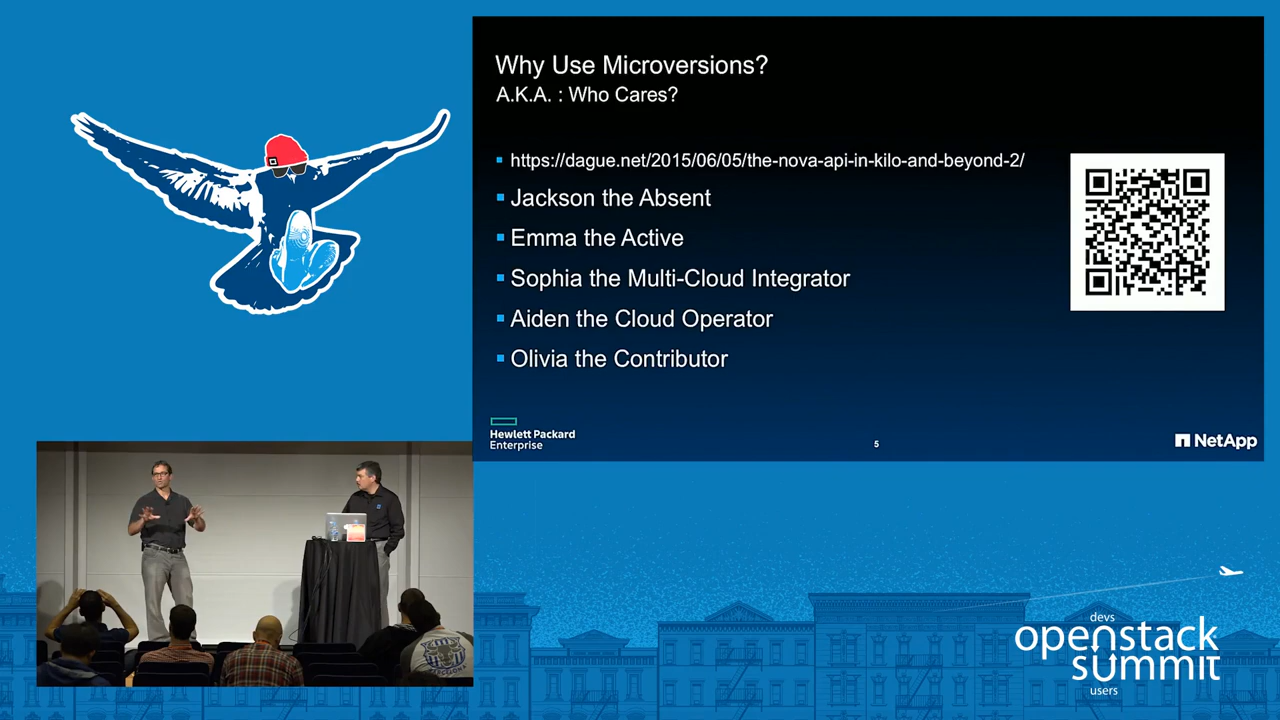 Why Use Microversions?
A.K.A. : Who Cares?
https://dague.net/2015/06/05/the-nova-api-in-kilo-and-beyond-2/
Jackson the Absent
Emma the Active
Sophia the Multi-Cloud Integrator
Aiden the Cloud Operator
Olivia the Contributor
Hewlett Packard
Enterprise
5
NetApp
devs
openstack
summit
users